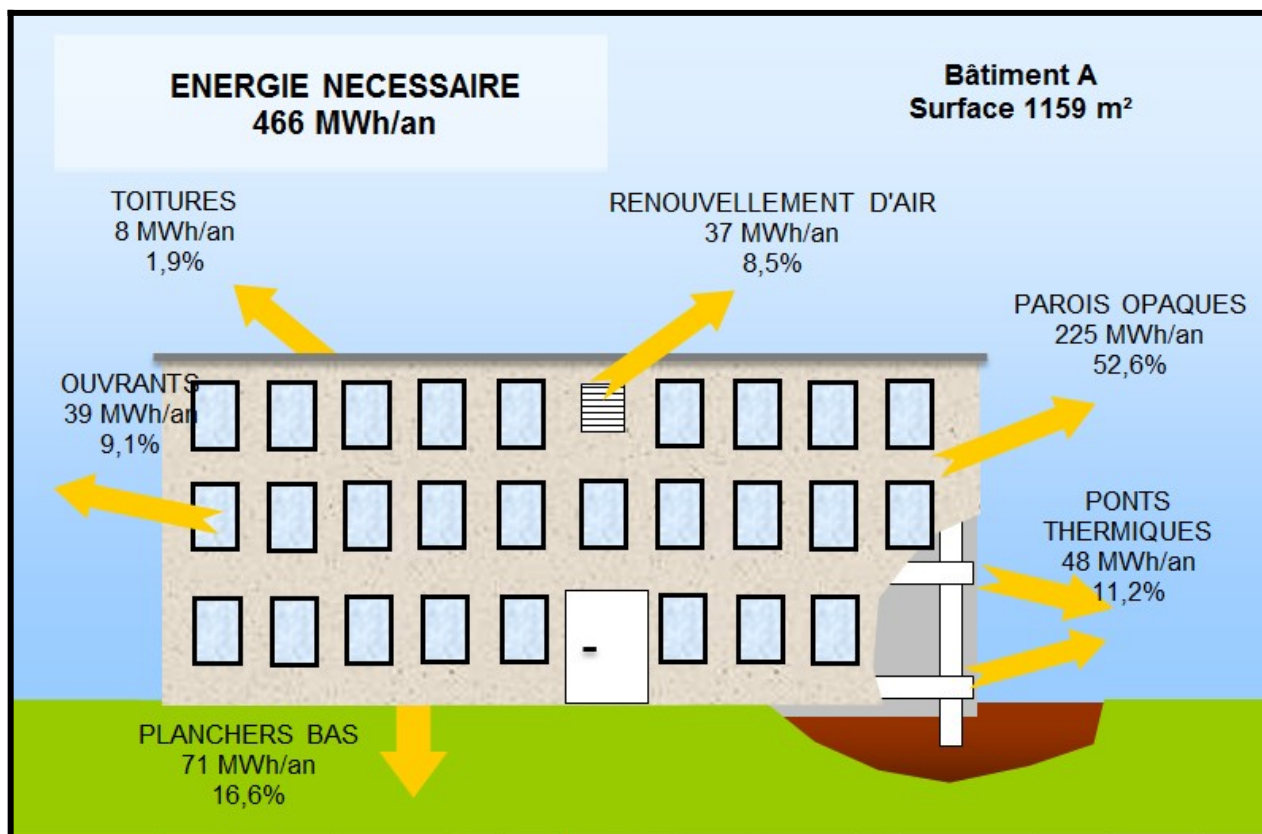 ENERGIE NECESSAIRE
466 MWh/an
Bâtiment A
Surface 1159 m²
TOITURES
8 MWh/an
1,9%
RENOUVELLEMENT D'AIR
37 MWh/an
8,5%
PAROIS OPAQUES
225 MWh/an
52,6%
OUVRANTS
39 MWh/an
9,1%
PONTS
THERMIQUES
48 MWh/an
11,2%
PLANCHERS BAS
71 MWh/an
16,6%